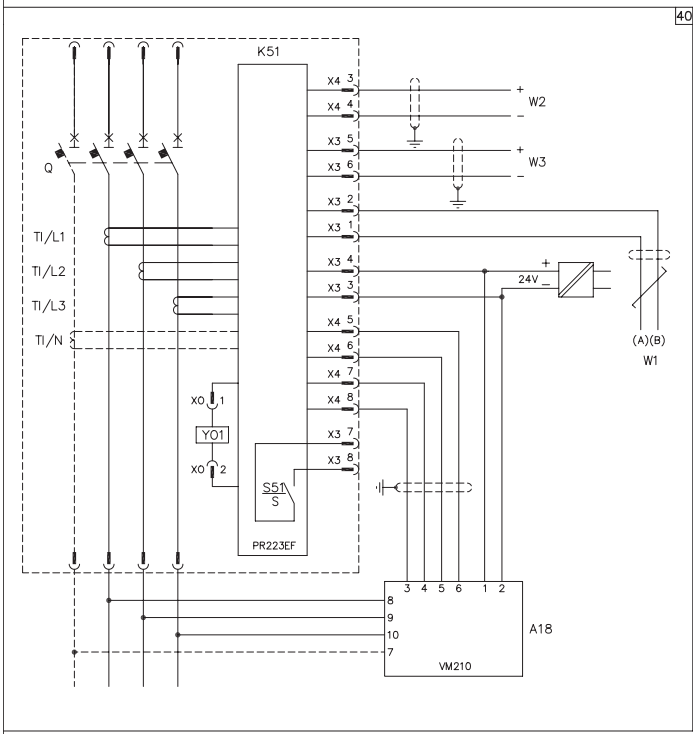 40
K51
X4 3
+
W2
X4 4
–
X3 5
+
W3
X3 6
–
Q
X3 2
TI/L1
X3 1
TI/L2
X3 4
+
24V
X3 3
–
TI/L3
X4 5
TI/N
(A)(B)
X4 6
W1
X4 7
X0 1
X4 8
Y01
X3 7
X0 2
X3 8
S51
S
PR223EF
3 4 5 6 1 2
8
9
A18
10
7
VM210